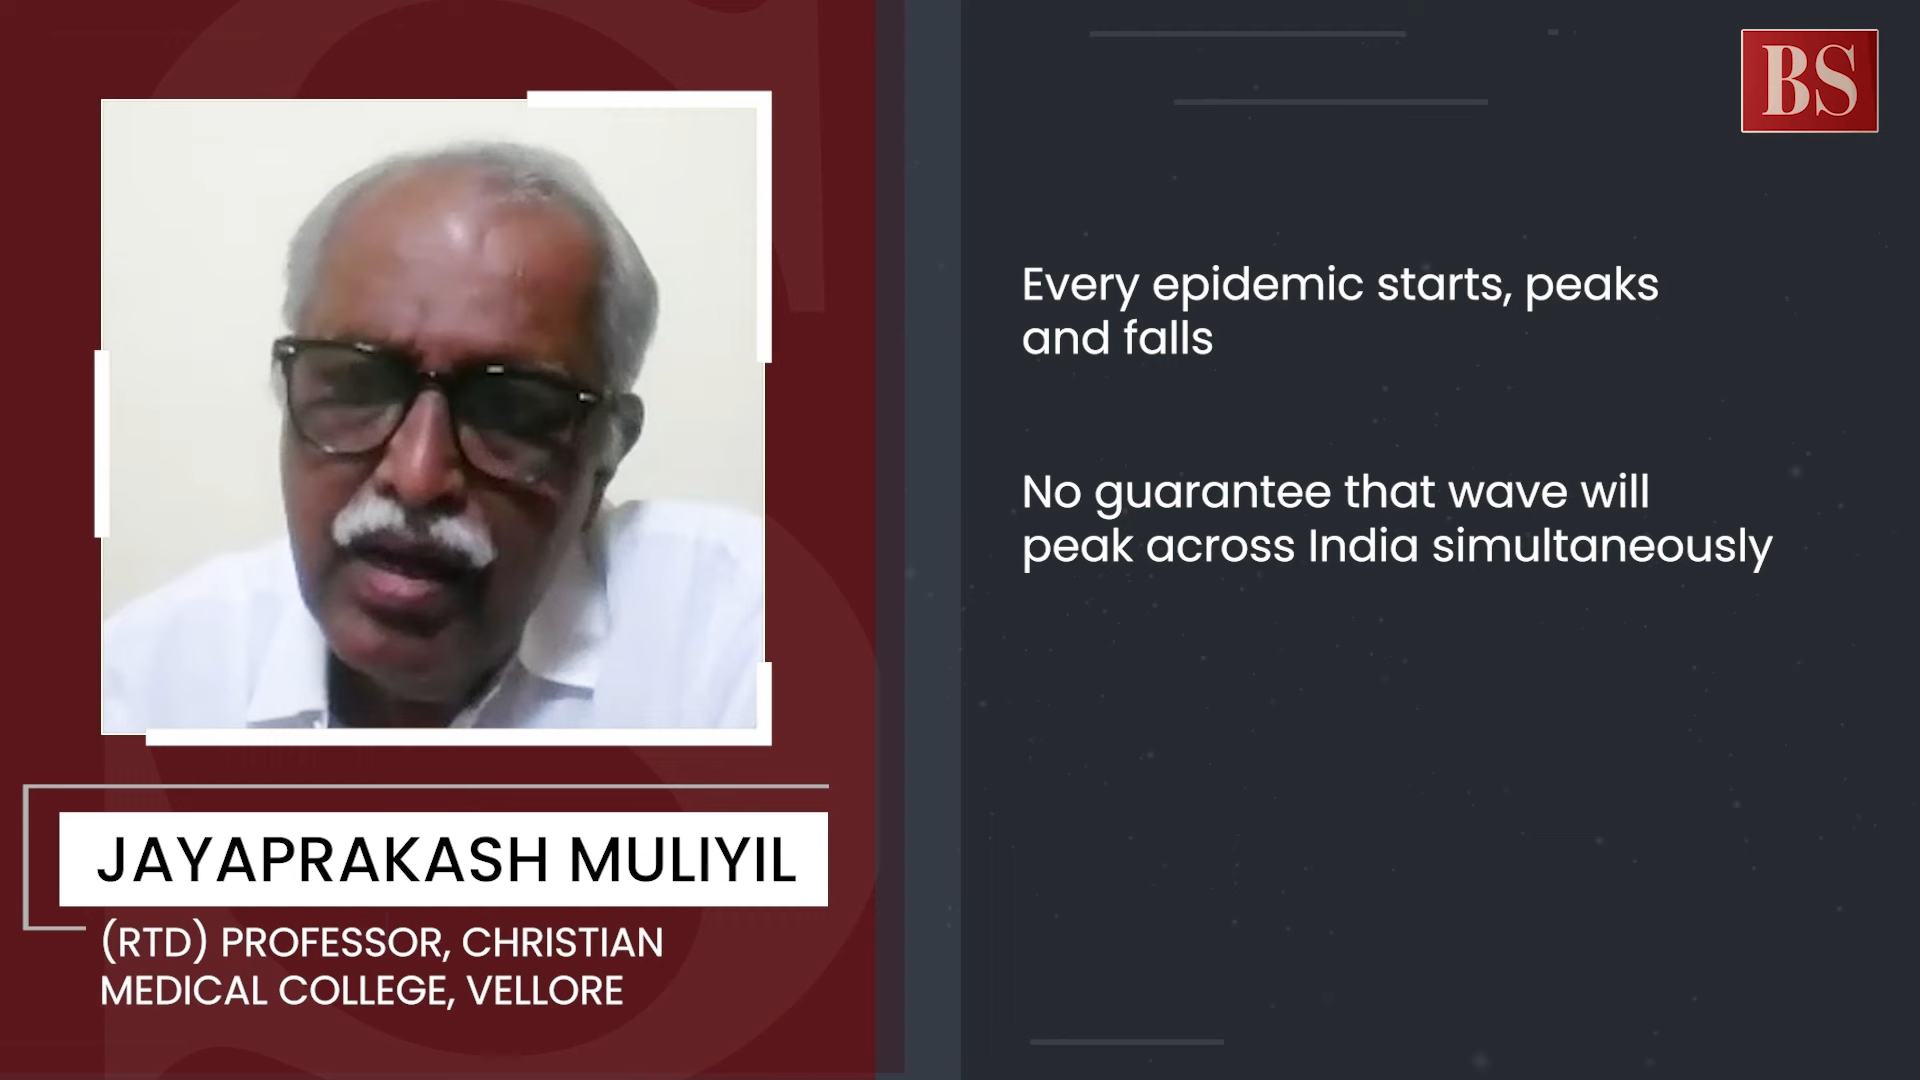 BS
Every epidemic starts, peaks
and falls
No guarantee that wave will
peak across India simultaneously
JAYAPRAKASH MULIYIL
(RTD) PROFESSOR, CHRISTIAN
MEDICAL COLLEGE, VELLORE